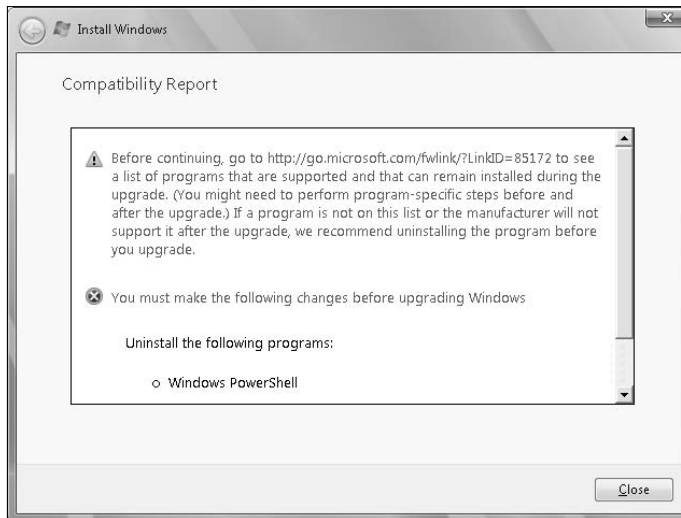 Install Windows
Compatibility Report
Before continuing, go to http://go.microsoft.com/fwlink/?LinkID=85172 to see
a list of programs that are supported and that can remain installed during the
upgrade. (You might need to perform program-specific steps before and
after the upgrade.) If a program is not on this list or the manufacturer will not
support it after the upgrade, we recommend uninstalling the program before
you upgrade.
You must make the following changes before upgrading Windows
Uninstall the following programs:
Windows PowerShell
Close